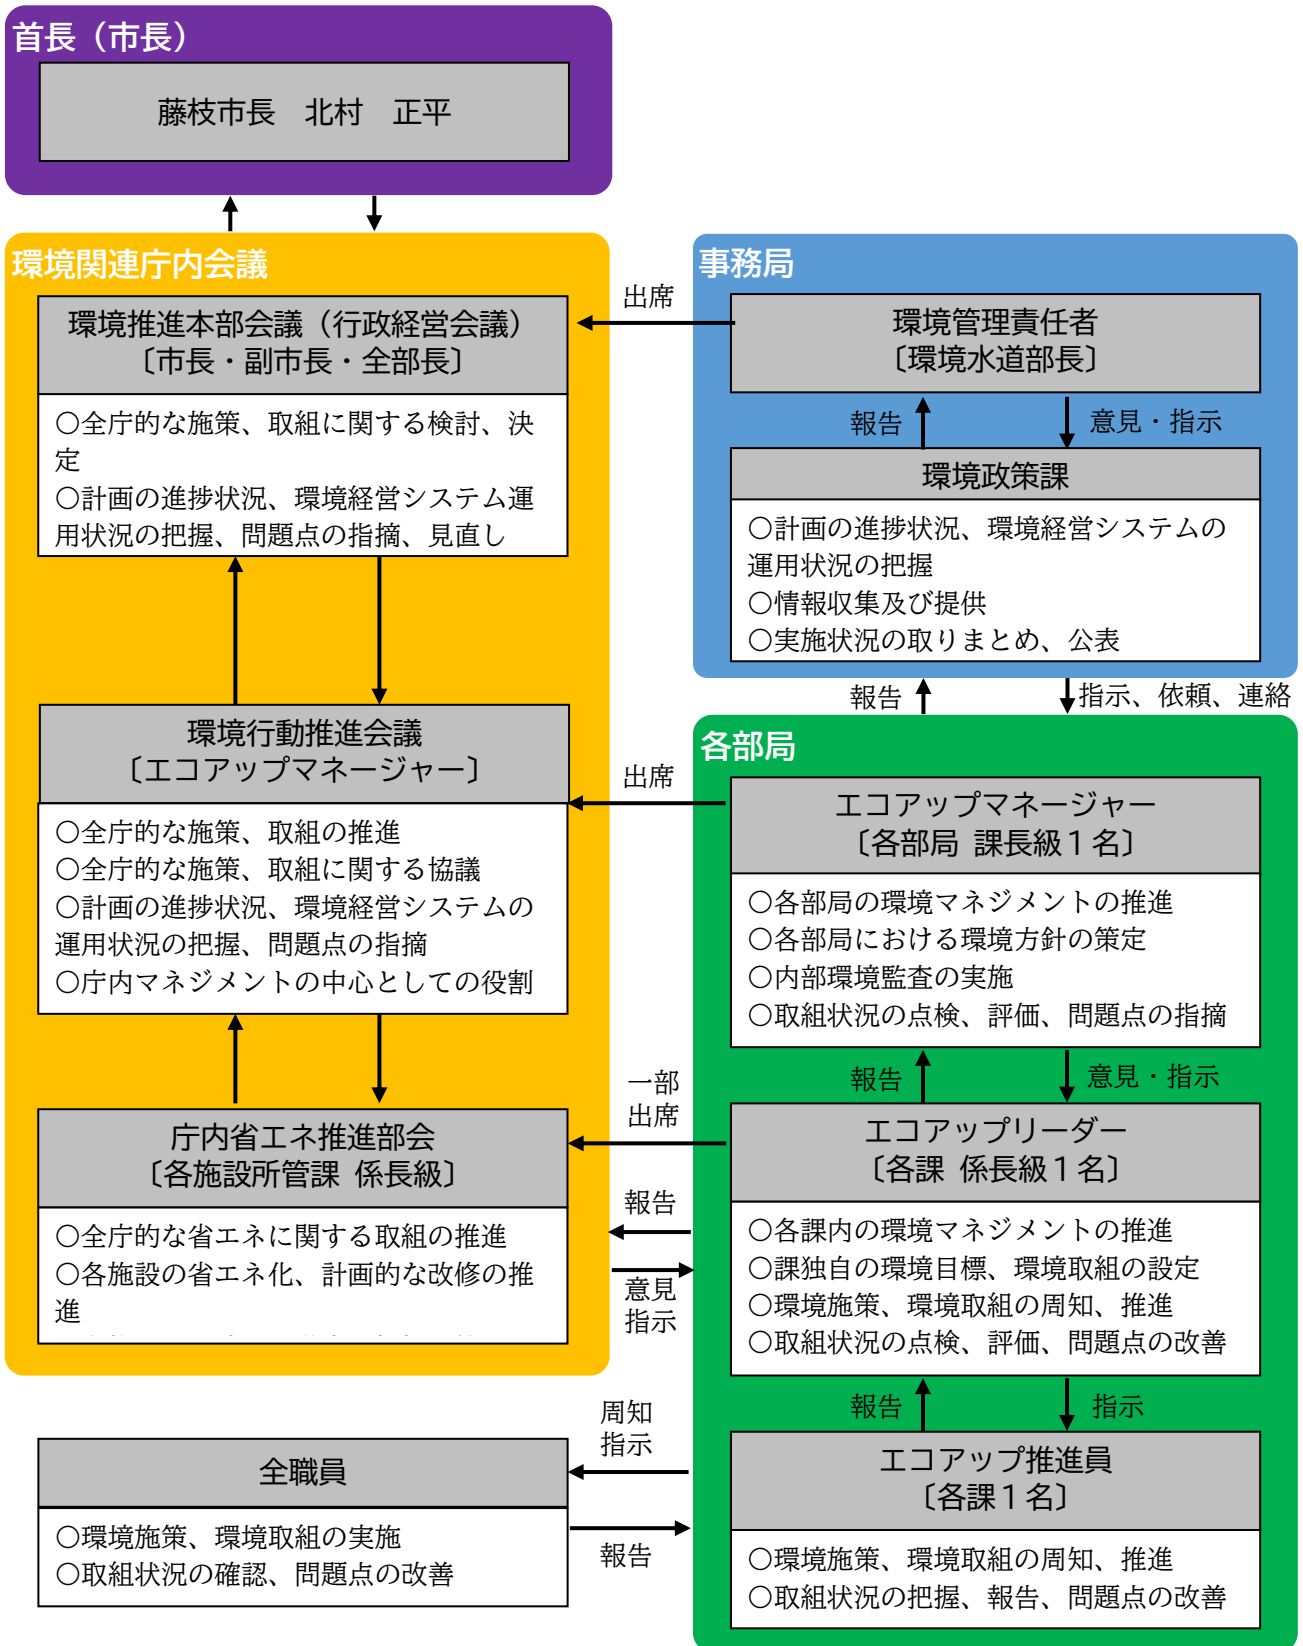 首長（市長）
藤枝市長　北村　正平
環境関連庁内会議
環境推進本部会議（行政経営会議）
〔市長・副市長・全部長〕
〇全庁的な施策、取組に関する検討、決
定
〇計画の進捗状況、環境経営システム運
用状況の把握、問題点の指摘、見直し
環境行動推進会議
〔エコアップマネージャー〕
〇全庁的な施策、取組の推進
〇全庁的な施策、取組に関する協議
〇計画の進捗状況、環境経営システムの
運用状況の把握、問題点の指摘
〇庁内マネジメントの中心としての役割
庁内省エネ推進部会
〔各施設所管課 係長級〕
〇全庁的な省エネに関する取組の推進
〇各施設の省エネ化、計画的な改修の推
進
出席
出席
一部
出席
報告
意見
指示
事務局
環境管理責任者
〔環境水道部長〕
報告
意見・指示
環境政策課
〇計画の進捗状況、環境経営システムの
運用状況の把握
〇情報収集及び提供
〇実施状況の取りまとめ、公表
報告
指示、依頼、連絡
各部局
エコアップマネージャー
〔各部局 課長級１名〕
〇各部局の環境マネジメントの推進
〇各部局における環境方針の策定
〇内部環境監査の実施
〇取組状況の点検、評価、問題点の指摘
報告
意見・指示
エコアップリーダー
〔各課 係長級１名〕
〇各課内の環境マネジメントの推進
〇課独自の環境目標、環境取組の設定
〇環境施策、環境取組の周知、推進
〇取組状況の点検、評価、問題点の改善
報告
指示
エコアップ推進員
〔各課１名〕
〇環境施策、環境取組の周知、推進
〇取組状況の把握、報告、問題点の改善
周知
指示
報告
全職員
〇環境施策、環境取組の実施
〇取組状況の確認、問題点の改善